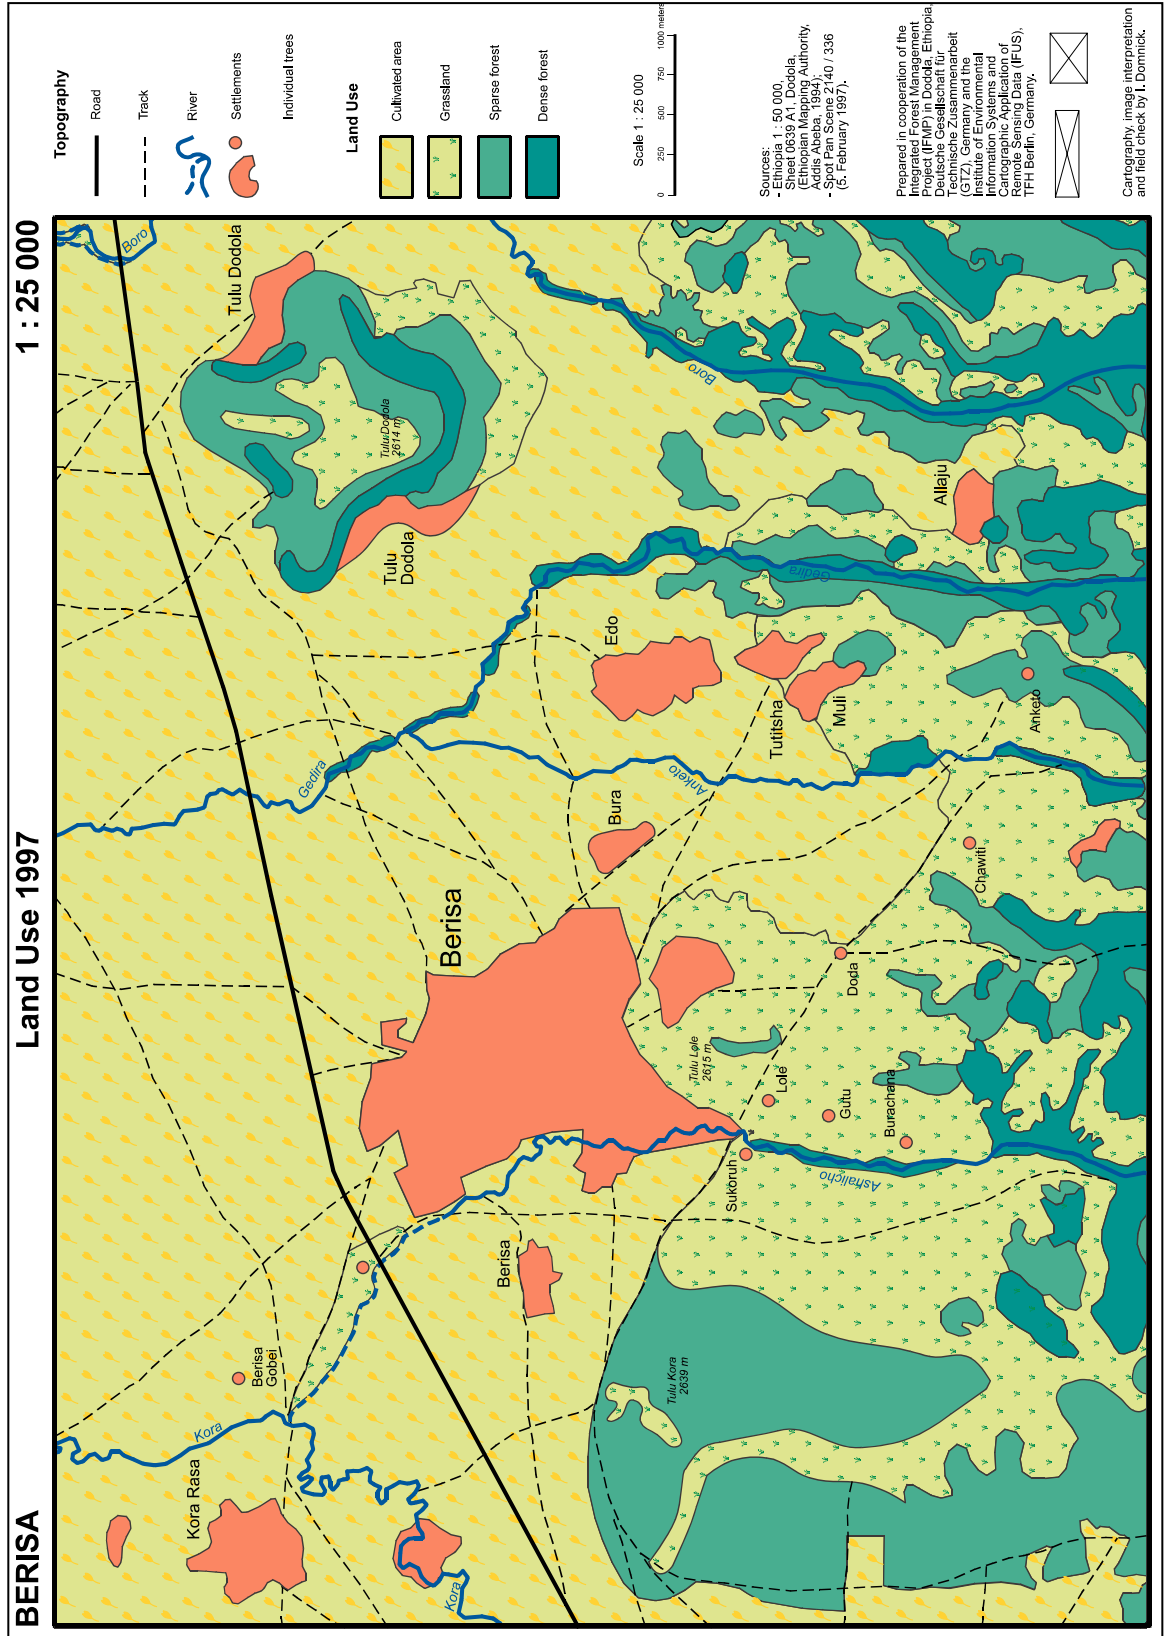 BERISA
Land Use 1997
1 : 25 000
Kora Rasa
Kora
Kora
Berisa
Gobei
Berisa
Berisa
Gedira
Tulu Dodola
Boro
Tulu Dodola
2614 m
Tulu
Dodola
Edo
Bura
Tutitsha
Muli
Anketo
Gedira
Boro
Allaju
Anketo
Tulu Kora
2639 m
Sukoruh
Ashalicho
Tulu Lole
2615 m
Lole
Gutu
Burachana
Doda
Chawiti
Topography
Road
Track
River
Settlements
Individual trees
Land Use
Cultivated area
Grassland
Sparse forest
Dense forest
Scale 1 : 25 000
0 250 500 750 1000 meters
Sources:
- Ethiopia 1 : 50 000,
Sheet 0639 A1, Dodola,
(Ethiopian Mapping Authority,
Addis Abeba, 1994);
- Spot Pan Scene 2140 / 336
(5. February 1997).
Prepared in cooperation of the
Integrated Forest Management
Project (IFMP) in Dodola, Ethiopia,
Deutsche Gesellschaft für
Technische Zusammenarbeit
(GTZ), Germany and the
Institute of Environmental
Information Systems and
Cartographic Application of
Remote Sensing Data (IFUS),
TFH Berlin, Germany.
Cartography, image interpretation
and field check by I. Domnick.